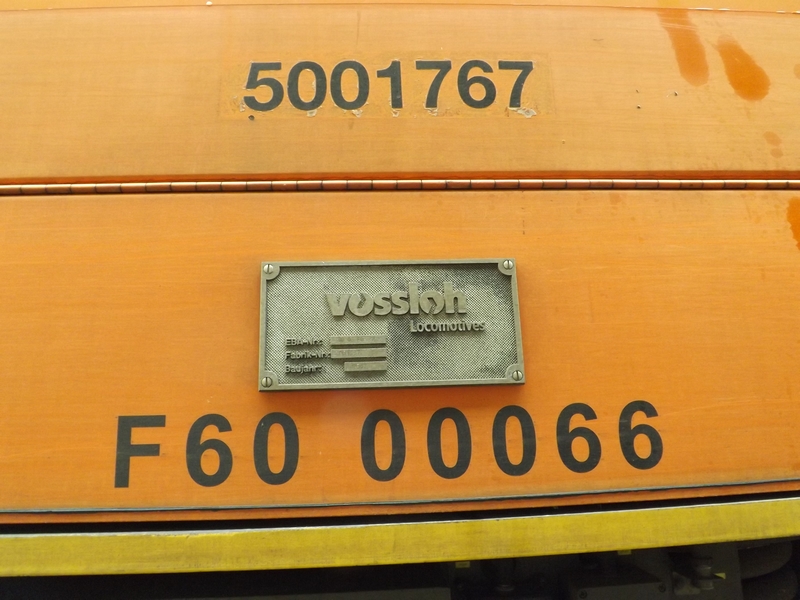 5001767
vossloh
Locomotives
EBA-Nr.:
Fabrik-Nr.:
Baujahr:
F60 00066